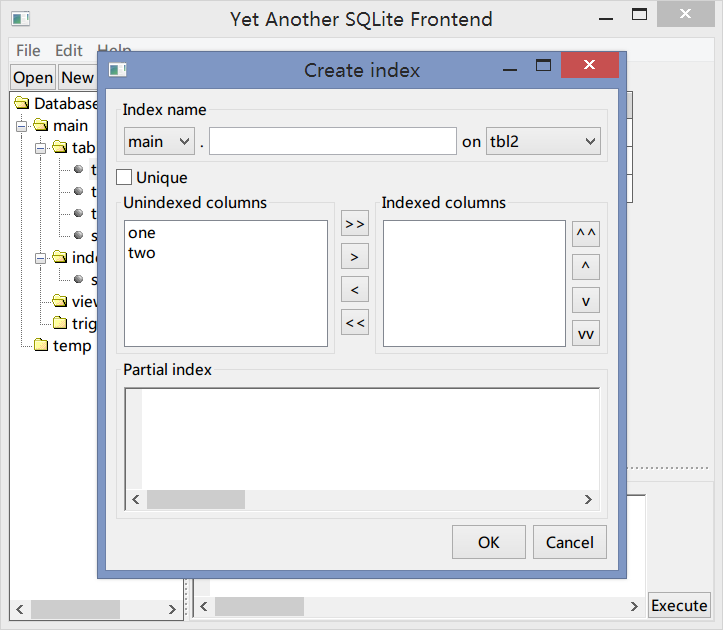 Yet Another SQLite Frontend
File Edit Help
Open New
Create index
Database
main
tab
t
t
t
s
inde
s
view
trig
temp
Index name
main . on tbl2
Unique
Unindexed columns
one
two
>>
>
<
<<
Indexed columns
^^
^
v
vv
Partial index
OK Cancel
Execute